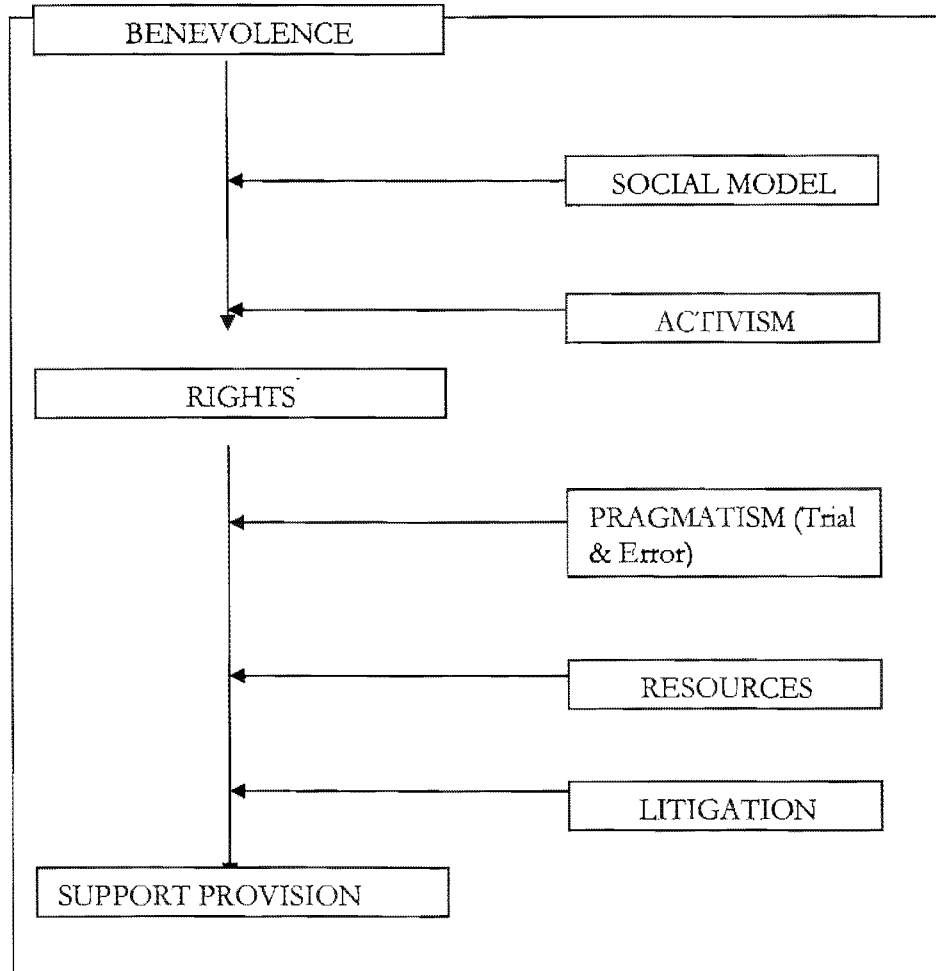 BENEVOLENCE
SOCIAL MODEL
ACTIVISM
RIGHTS
PRAGMATISM (Trial
& Error)
RESOURCES
LITIGATION
SUPPORT PROVISION